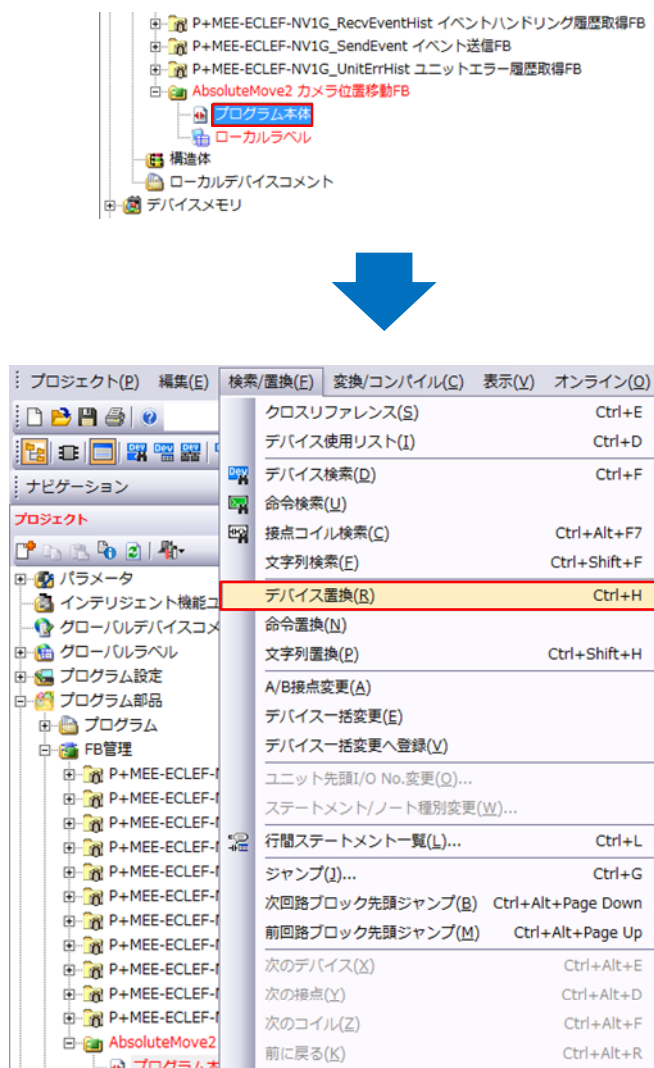 P+MEE-ECLEF-NV1G_RecvEventHist イベントハンドリング履歴取得FB
P+MEE-ECLEF-NV1G_SendEvent イベント送信FB
P+MEE-ECLEF-NV1G_UnitErrHist ユニットエラー履歴取得FB
AbsoluteMove2 カメラ位置移動FB
プログラム本体
ローカルラベル
構造体
ローカルデバイスコメント
デバイスメモリ
プロジェクト(P) 編集(E) 検索/置換(F) 変換/コンパイル(C) 表示(V) オンライン(O)
ナビゲーション
プロジェクト
パラメータ
インテリジェント機能ユ
グローバルデバイスコメ
グローバルラベル
プログラム設定
プログラム部品
プログラム
FB管理
P+MEE-ECLEF-N
P+MEE-ECLEF-N
P+MEE-ECLEF-N
P+MEE-ECLEF-N
P+MEE-ECLEF-N
P+MEE-ECLEF-N
P+MEE-ECLEF-N
P+MEE-ECLEF-N
P+MEE-ECLEF-N
P+MEE-ECLEF-N
P+MEE-ECLEF-N
AbsoluteMove2
プログラム本
クロスリファレンス(S) Ctrl+E
デバイス使用リスト(I) Ctrl+D
デバイス検索(D) Ctrl+F
命令検索(U)
接点コイル検索(C) Ctrl+Alt+F7
文字列検索(F) Ctrl+Shift+F
デバイス置換(R) Ctrl+H
命令置換(N)
文字列置換(P) Ctrl+Shift+H
A/B接点変更(A)
デバイス一括変更(E)
デバイス一括変更へ登録(V)
ユニット先頭I/O No.変更(O)...
ステートメント/ノート種別変更(W)...
行間ステートメント一覧(L)... Ctrl+L
ジャンプ(J)... Ctrl+G
次回路ブロック先頭ジャンプ(B) Ctrl+Alt+Page Down
前回路ブロック先頭ジャンプ(M) Ctrl+Alt+Page Up
次のデバイス(X) Ctrl+Alt+E
次の接点(Y) Ctrl+Alt+D
次のコイル(Z) Ctrl+Alt+F
前に戻る(K) Ctrl+Alt+R